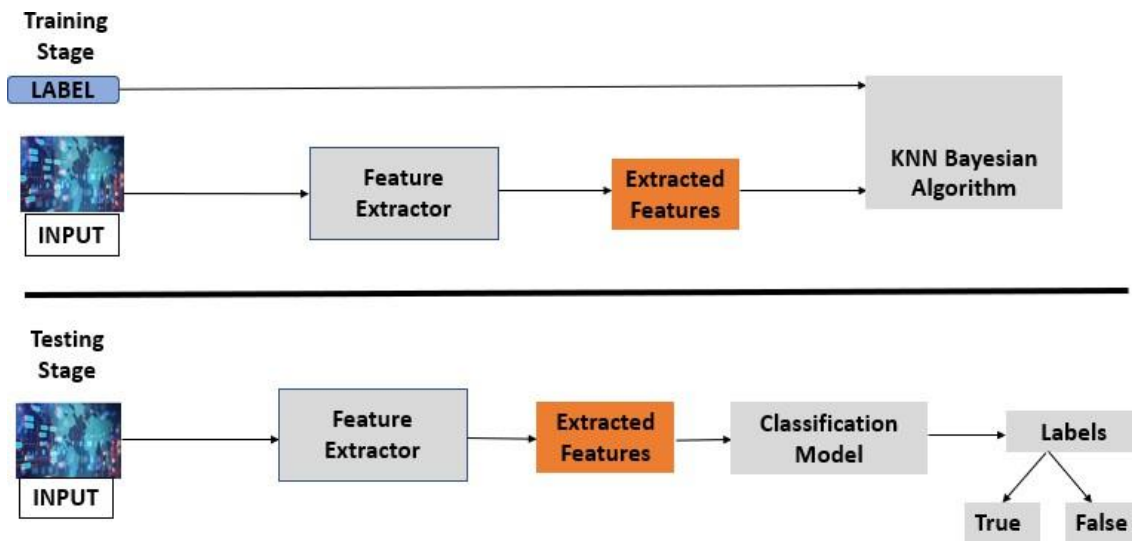 Training
Stage
LABEL
INPUT
Feature
Extractor
Extracted
Features
KNN Bayesian
Algorithm
Testing
Stage
INPUT
Feature
Extractor
Extracted
Features
Classification
Model
Labels
True
False